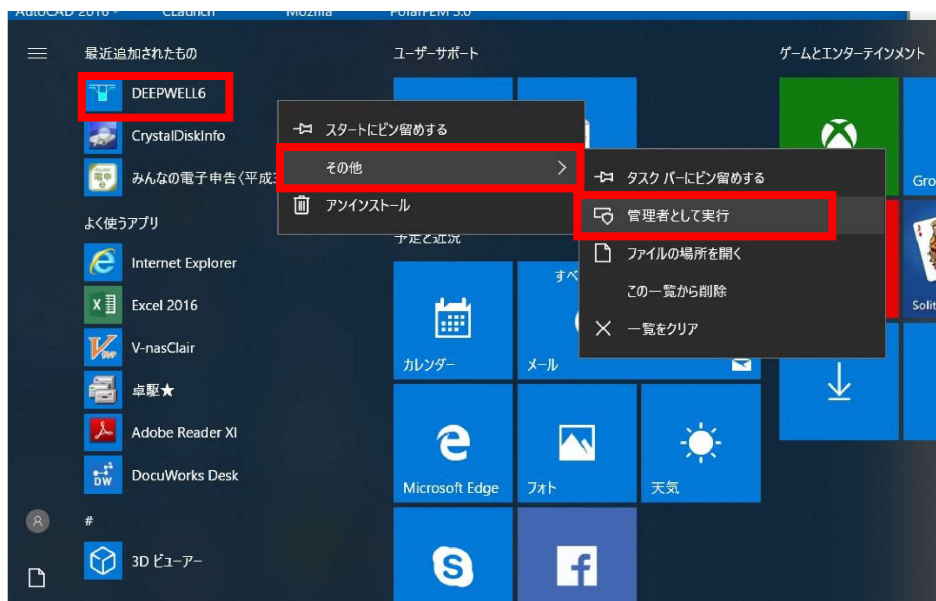 AutoCAD 2016 -
CLaunch
Mozilla
PolarFEM 3.0
最近追加されたもの
DEEPWELL6
CrystalDiskInfo
みんなの電子申告〈平成3
よく使うアプリ
Internet Explorer
Excel 2016
V-nasClair
卓駆★
Adobe Reader XI
DocuWorks Desk
#
3D ビューアー
スタートにピン留めする
その他
アンインストール
タスク バーにピン留めする
管理者として実行
ファイルの場所を開く
この一覧から削除
一覧をクリア
ユーザーサポート
予定と近況
カレンダー
すべ
メール
Microsoft Edge
フォト
天気
ゲームとエンターテインメント
Gro
Solit